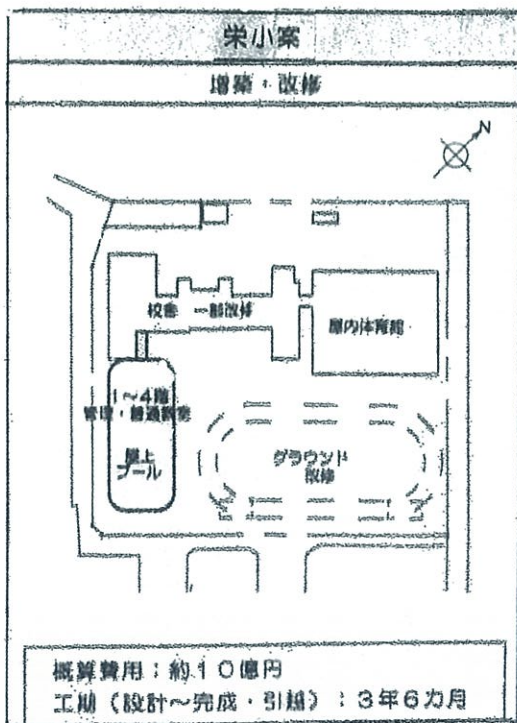 栄小案
増築・改修
N
校舎 一部改修
屋内体育館
1~4階
管理・普通教室
屋上
プール
グラウンド
改修
概算費用:約10億円
工期(設計~完成・引越):3年6カ月